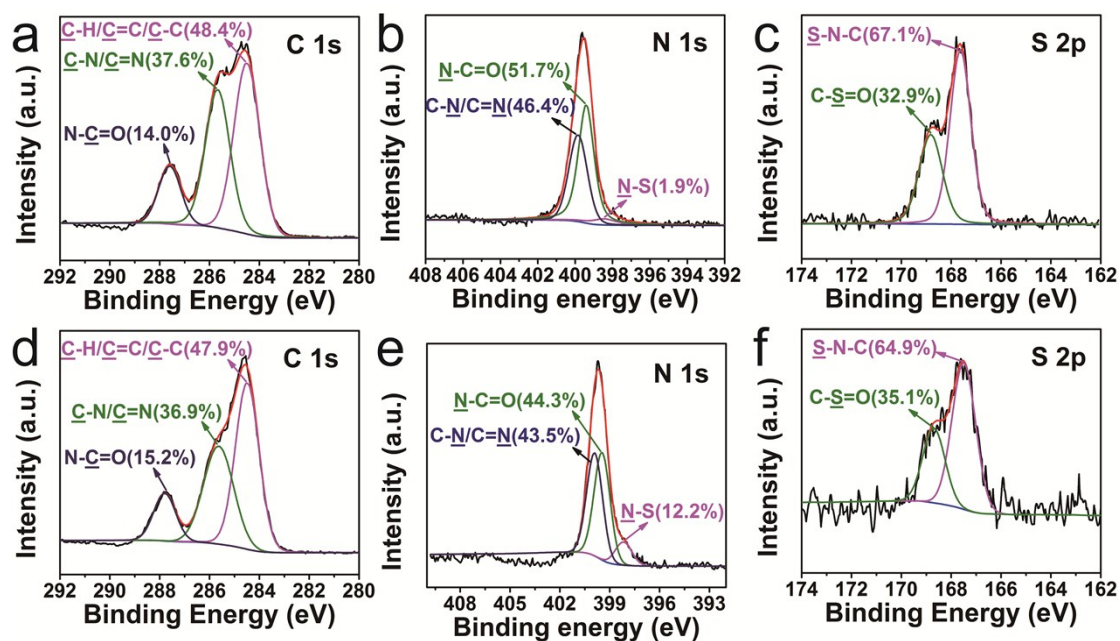 a
C 1s
C-H/C=C/C-C(48.4%)
C-N/C=N(37.6%)
N-C=O(14.0%)
Intensity (a.u.)
292 290 288 286 284 282 280
Binding Energy (eV)
b
N 1s
N-C=O(51.7%)
C-N/C=N(46.4%)
N-S(1.9%)
Intensity (a.u.)
408 406 404 402 400 398 396 394 392
Binding energy (eV)
c
S 2p
S-N-C(67.1%)
C-S=O(32.9%)
Intensity (a.u.)
174 172 170 168 166 164 162
Binding Energy (eV)
d
C 1s
C-H/C=C/C-C(47.9%)
C-N/C=N(36.9%)
N-C=O(15.2%)
Intensity (a.u.)
292 290 288 286 284 282 280
Binding Energy (eV)
e
N 1s
N-C=O(44.3%)
C-N/C=N(43.5%)
N-S(12.2%)
Intensity (a.u.)
408 405 402 399 396 393
Binding energy (eV)
f
S 2p
S-N-C(64.9%)
C-S=O(35.1%)
Intensity (a.u.)
174 172 170 168 166 164 162
Binding Energy (eV)